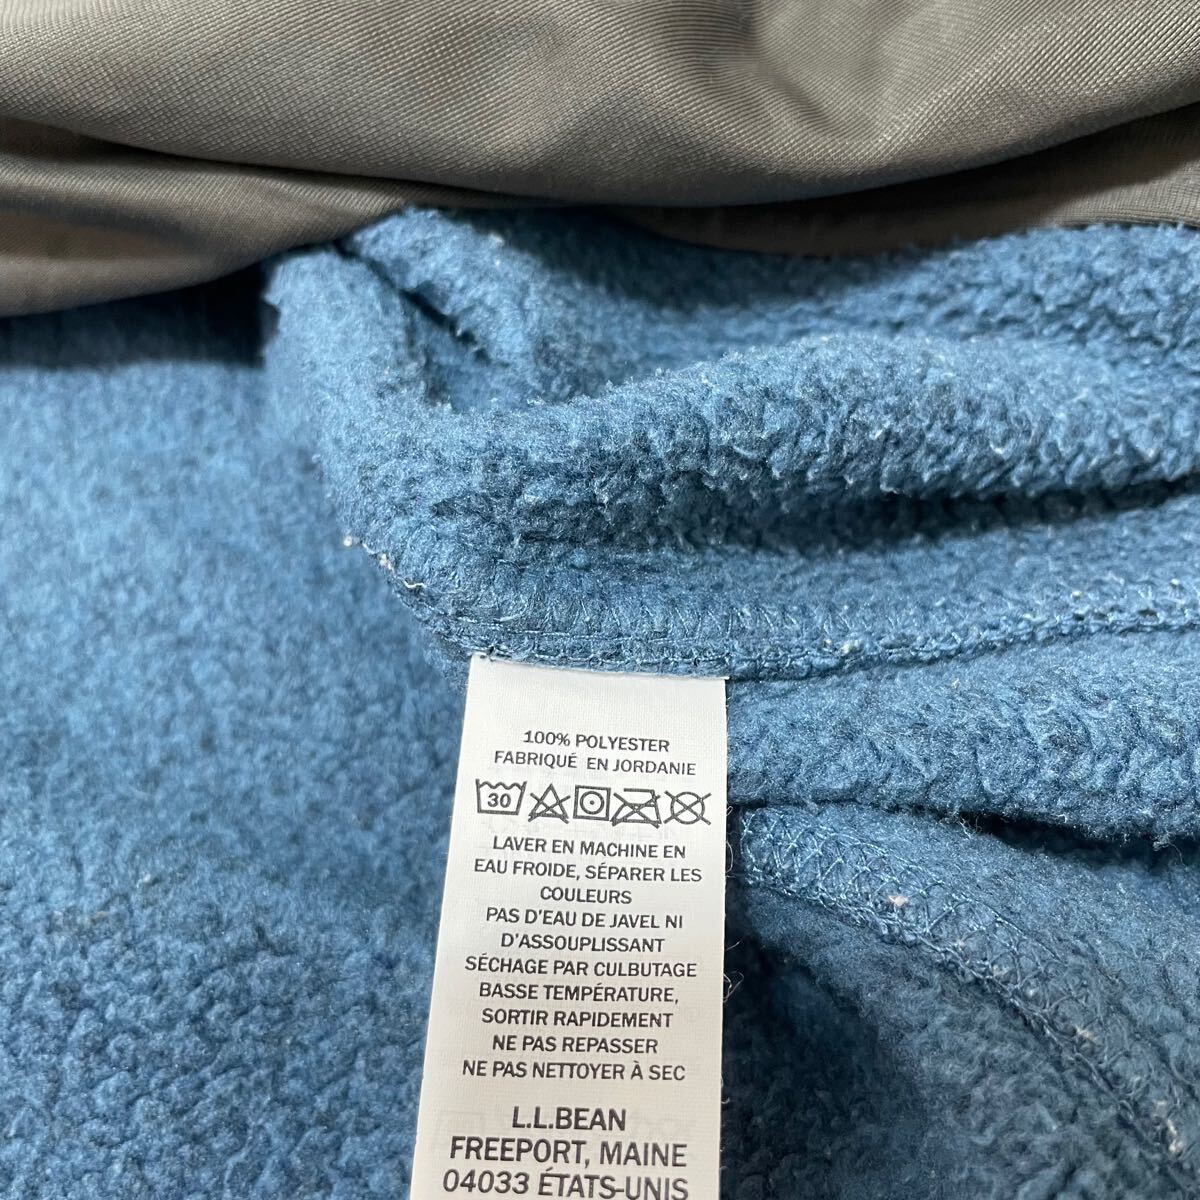 100% POLYESTER
FABRIQUÉ EN JORDANIE
30
LAVER EN MACHINE EN
EAU FROIDE, SÉPARER LES
COULEURS
PAS D'EAU DE JAVEL NI
D'ASSOUPLISSANT
SÉCHAGE PAR CULBUTAGE
BASSE TEMPÉRATURE,
SORTIR RAPIDEMENT
NE PAS REPASSER
NE PAS NETTOYER À SEC
L.L.BEAN
FREEPORT, MAINE
04033 ÉTATS-UNIS